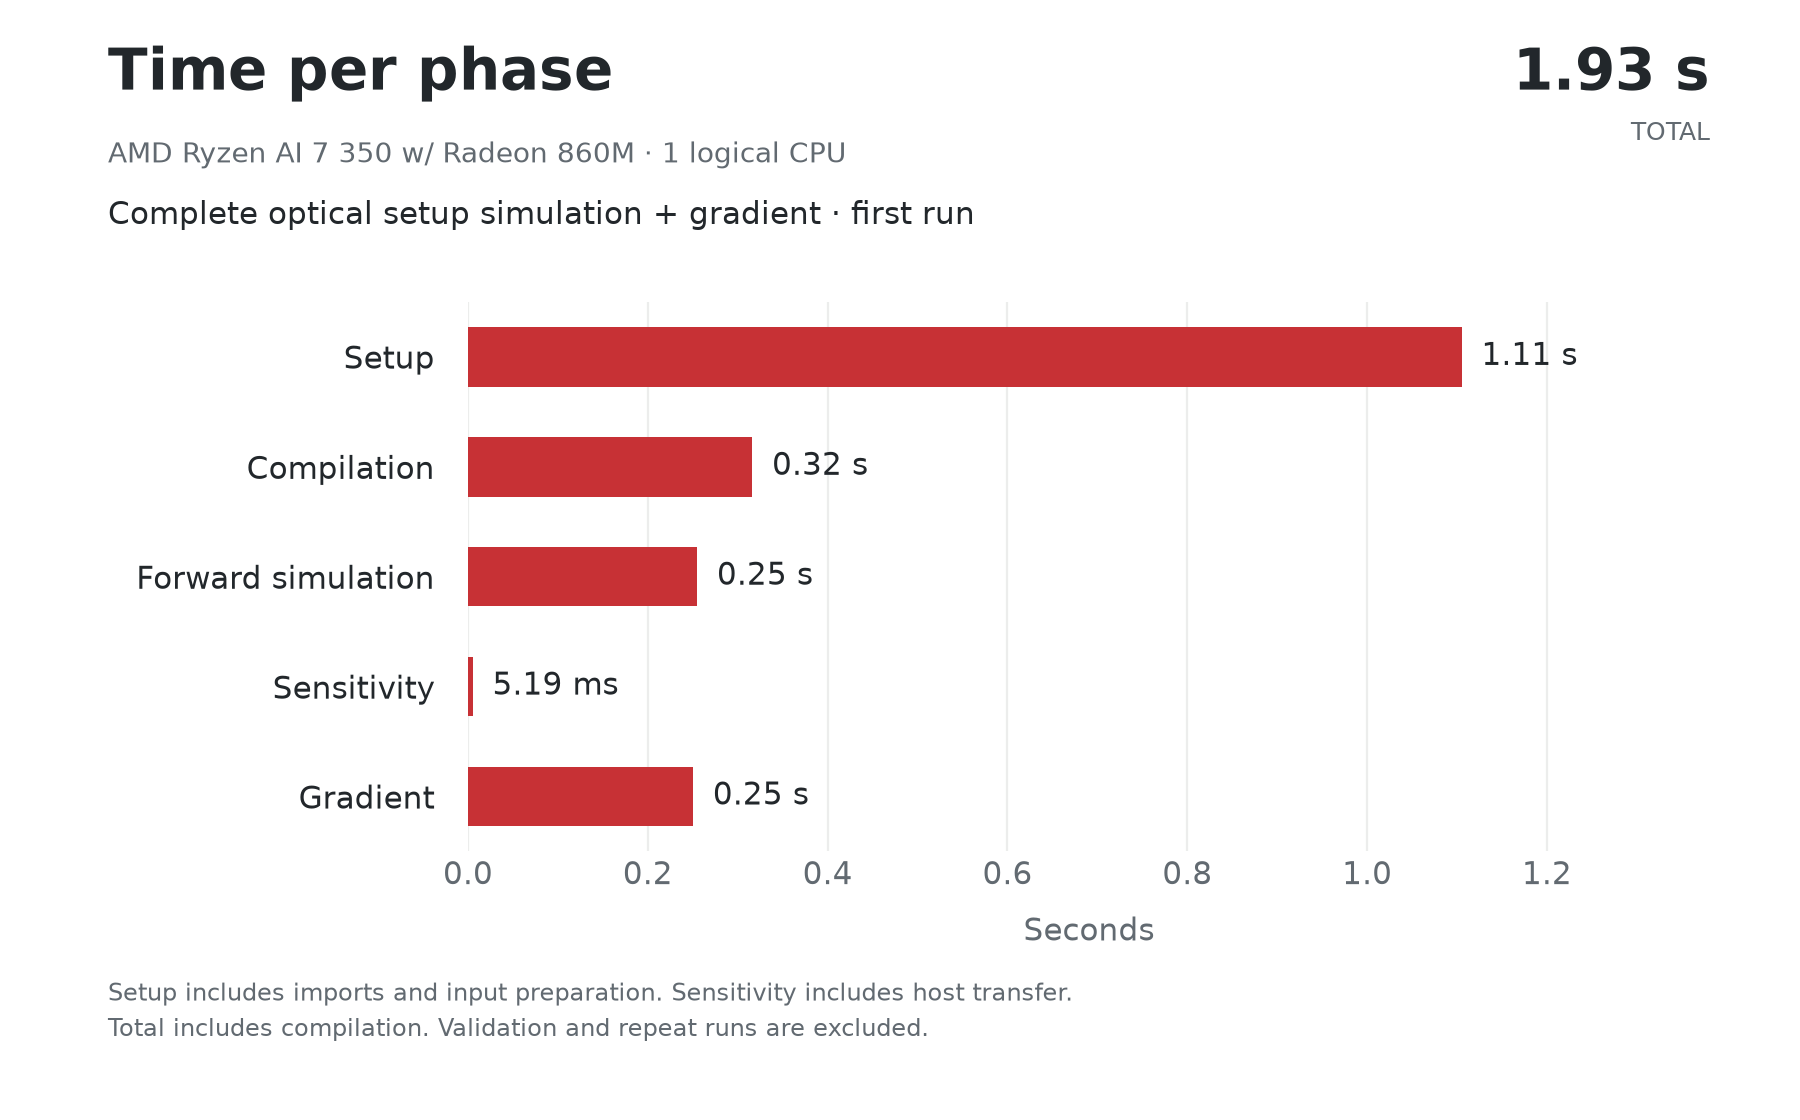 Time per phase
1.93 s
TOTAL
AMD Ryzen AI 7 350 w/ Radeon 860M · 1 logical CPU
Complete optical setup simulation + gradient · first run
Setup
1.11 s
Compilation
0.32 s
Forward simulation
0.25 s
Sensitivity
5.19 ms
Gradient
0.25 s
0.0 0.2 0.4 0.6 0.8 1.0 1.2
Seconds
Setup includes imports and input preparation. Sensitivity includes host transfer.
Total includes compilation. Validation and repeat runs are excluded.